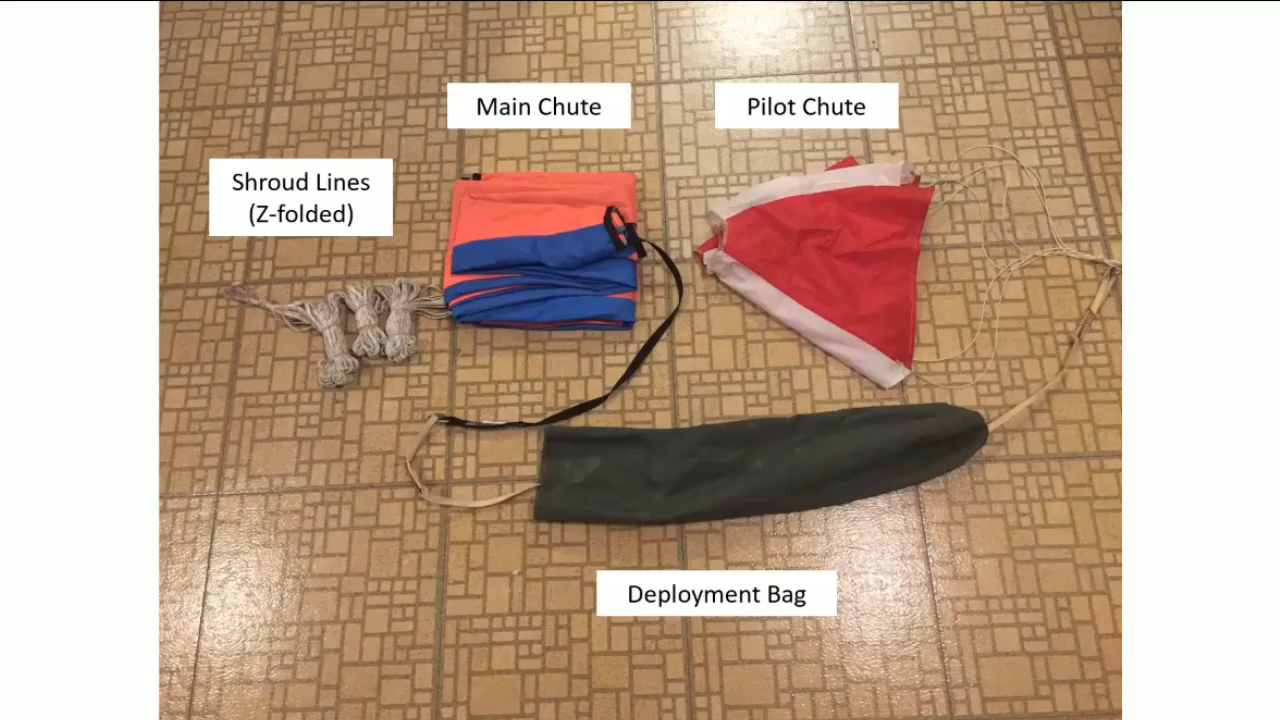 Main Chute
Pilot Chute
Shroud Lines
(Z-folded)
Deployment Bag